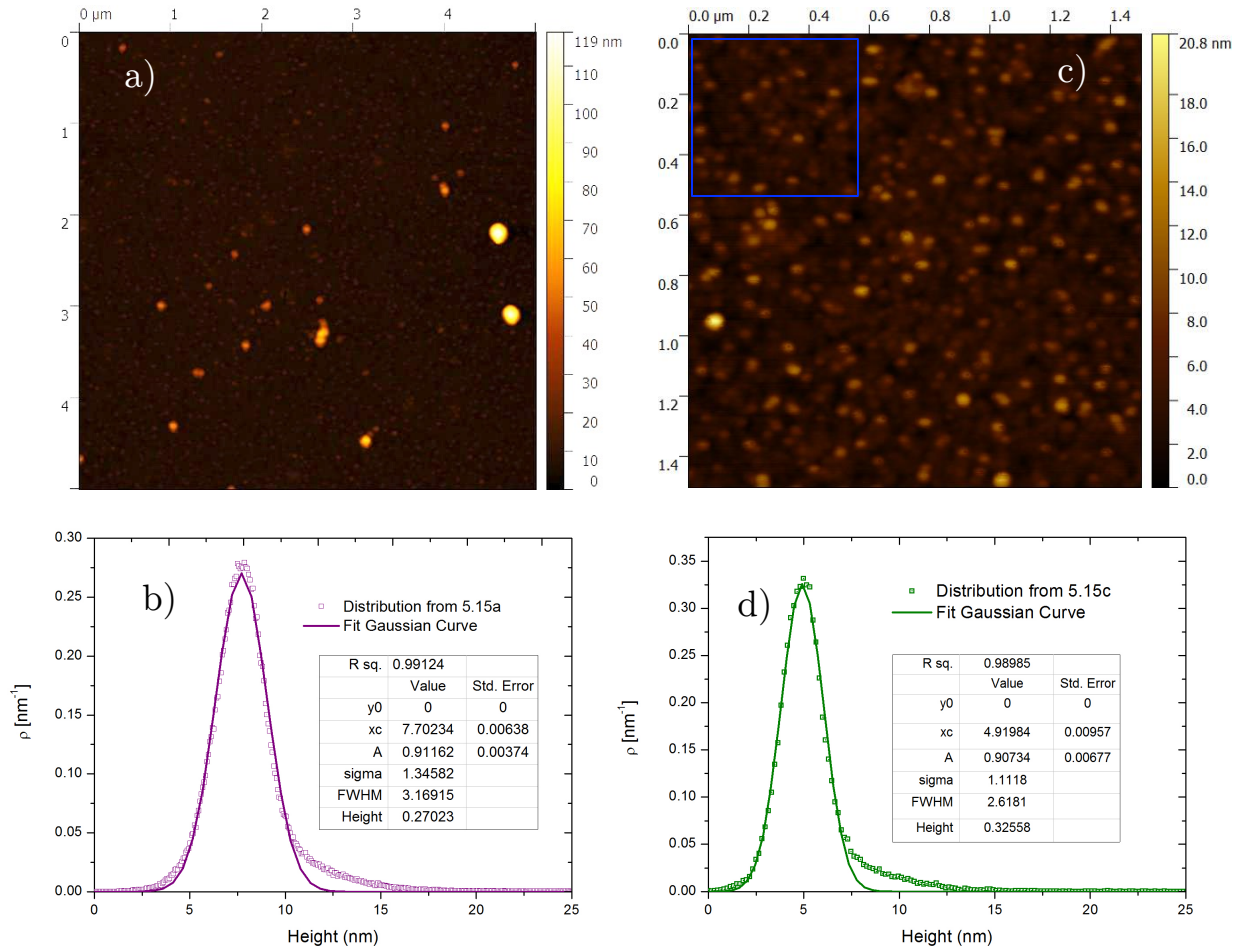 0 μm 1 2 3 4
0
1
2
3
4
a)
119 nm
110
100
90
80
70
60
50
40
30
20
10
0
0.0 μm 0.2 0.4 0.6 0.8 1.0 1.2 1.4
0.0
0.2
0.4
0.6
0.8
1.0
1.2
1.4
c)
20.8 nm
18.0
16.0
14.0
12.0
10.0
8.0
6.0
4.0
2.0
0.0
0.30
0.25
0.20
0.15
0.10
0.05
0.00
ρ [nm-1]
b)
Distribution from 5.15a
Fit Gaussian Curve
R sq. 0.99124
Value Std. Error
y0 0 0
xc 7.70234 0.00638
A 0.91162 0.00374
sigma 1.34582
FWHM 3.16915
Height 0.27023
0 5 10 15 20 25
Height (nm)
0.35
0.30
0.25
0.20
0.15
0.10
0.05
0.00
ρ [nm-1]
d)
Distribution from 5.15c
Fit Gaussian Curve
R sq. 0.98985
Value Std. Error
y0 0 0
xc 4.91984 0.00957
A 0.90734 0.00677
sigma 1.1118
FWHM 2.6181
Height 0.32558
0 5 10 15 20 25
Height (nm)